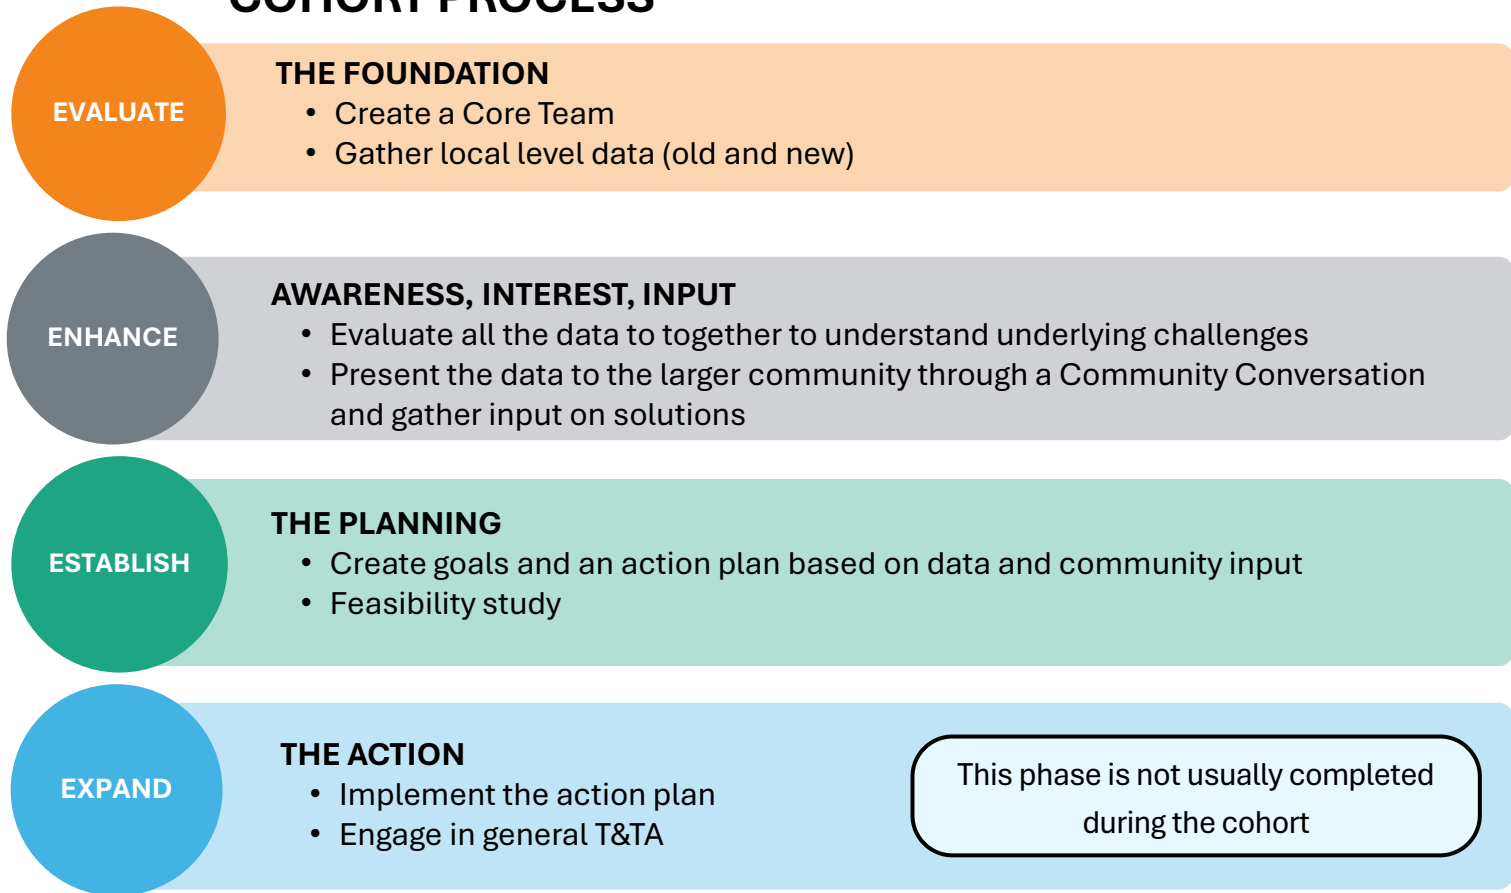 COHORT PROCESS
EVALUATE
THE FOUNDATION
• Create a Core Team
• Gather local level data (old and new)
ENHANCE
AWARENESS, INTEREST, INPUT
• Evaluate all the data to together to understand underlying challenges
• Present the data to the larger community through a Community Conversation
and gather input on solutions
ESTABLISH
THE PLANNING
• Create goals and an action plan based on data and community input
• Feasibility study
EXPAND
THE ACTION
• Implement the action plan
• Engage in general T&TA
This phase is not usually completed
during the cohort